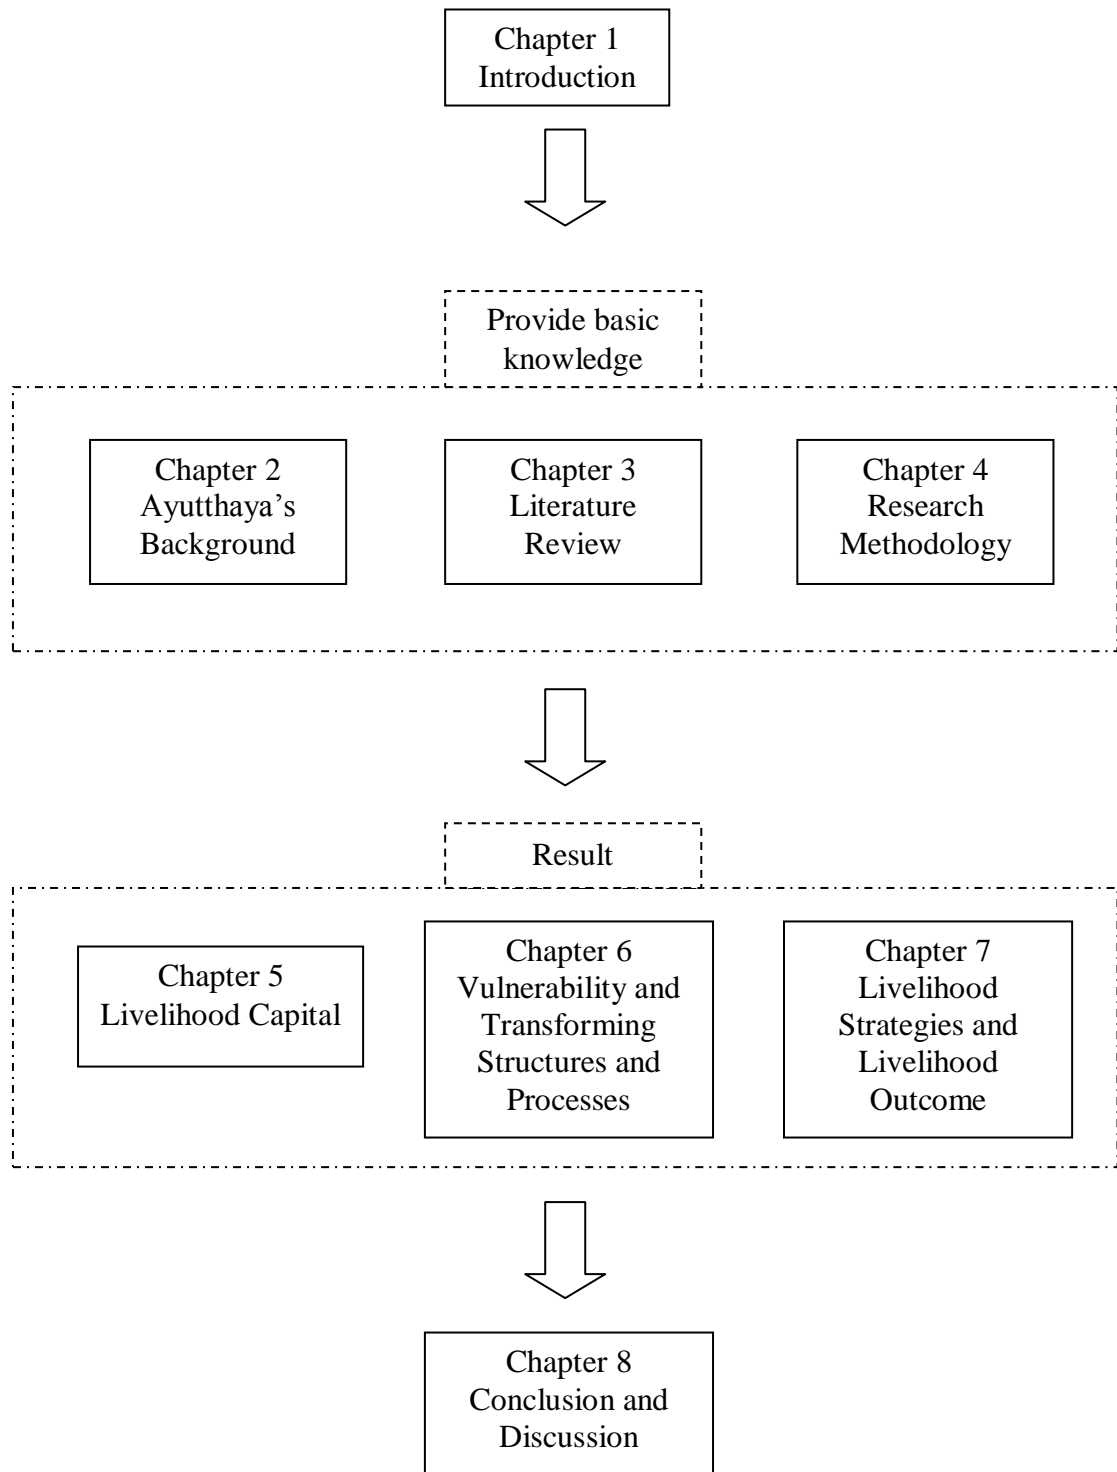 Chapter 1
Introduction
Provide basic
knowledge
Chapter 2
Ayutthaya’s
Background
Chapter 3
Literature
Review
Chapter 4
Research
Methodology
Result
Chapter 5
Livelihood Capital
Chapter 6
Vulnerability and
Transforming
Structures and
Processes
Chapter 7
Livelihood
Strategies and
Livelihood
Outcome
Chapter 8
Conclusion and
Discussion